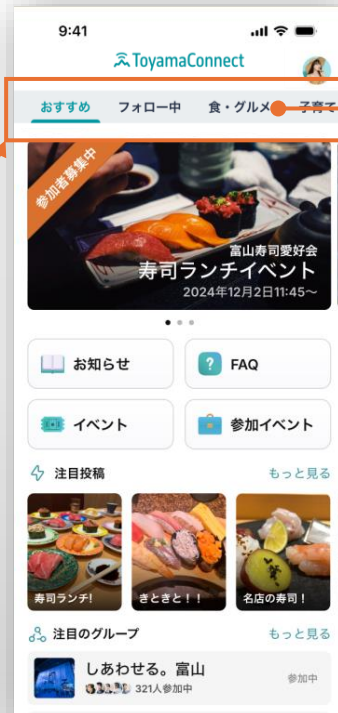 9:41
ToyamaConnect
おすすめ フォロー中 食・グルメ 子育て
参加者募集中
富山寿司愛好会
寿司ランチイベント
2024年12月2日11:45～
お知らせ
FAQ
イベント
参加イベント
注目投稿 もっと見る
寿司ランチ!
きときと！！
名店の寿司！
注目のグループ もっと見る
しあわせる。富山
321人参加中
参加中